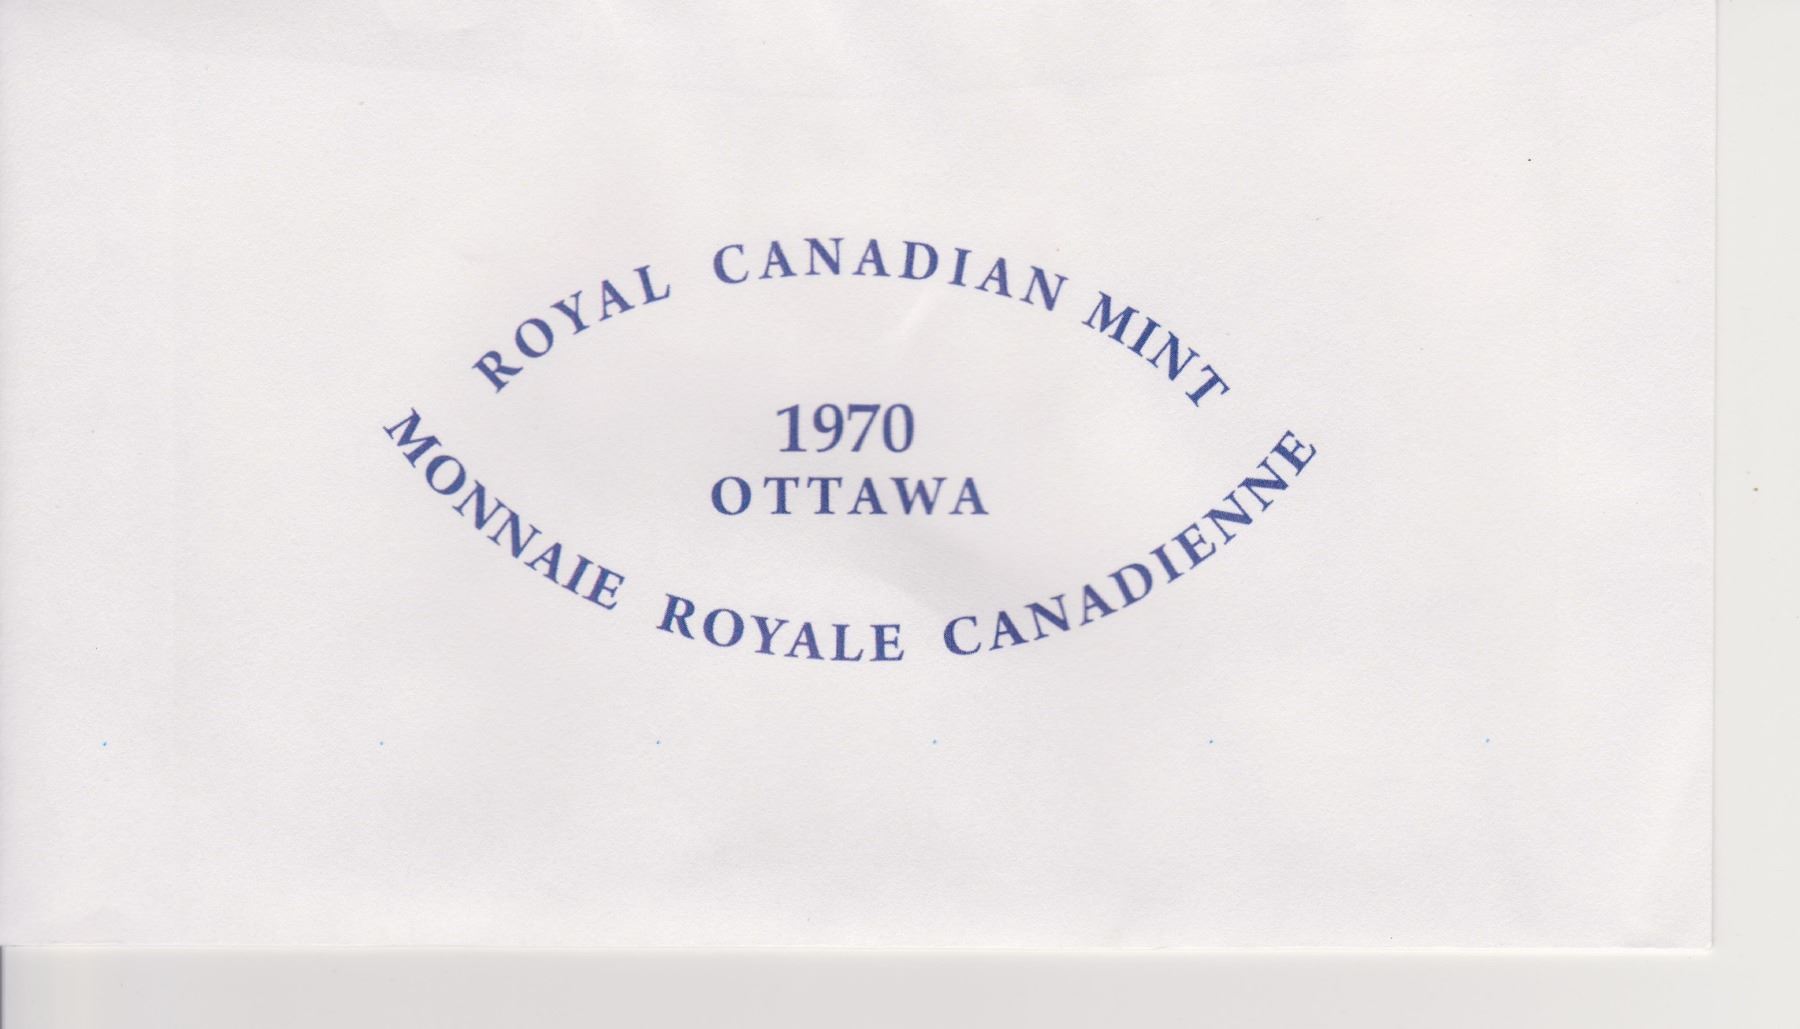 ROYAL CANADIAN MINT
1970
OTTAWA
MONNAIE ROYALE CANADIENNE